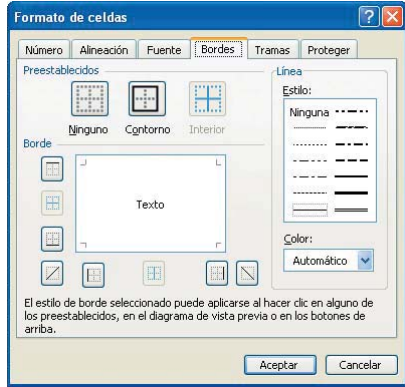 Formato de celdas
Número Alineación Fuente Bordes Tramas Proteger
Preestablecidos
Línea
Estilo:
Ninguna
Ninguno Contorno Interior
Borde
Texto
Color:
Automático
El estilo de borde seleccionado puede aplicarse al hacer clic en alguno de
los preestablecidos, en el diagrama de vista previa o en los botones de
arriba.
Aceptar Cancelar